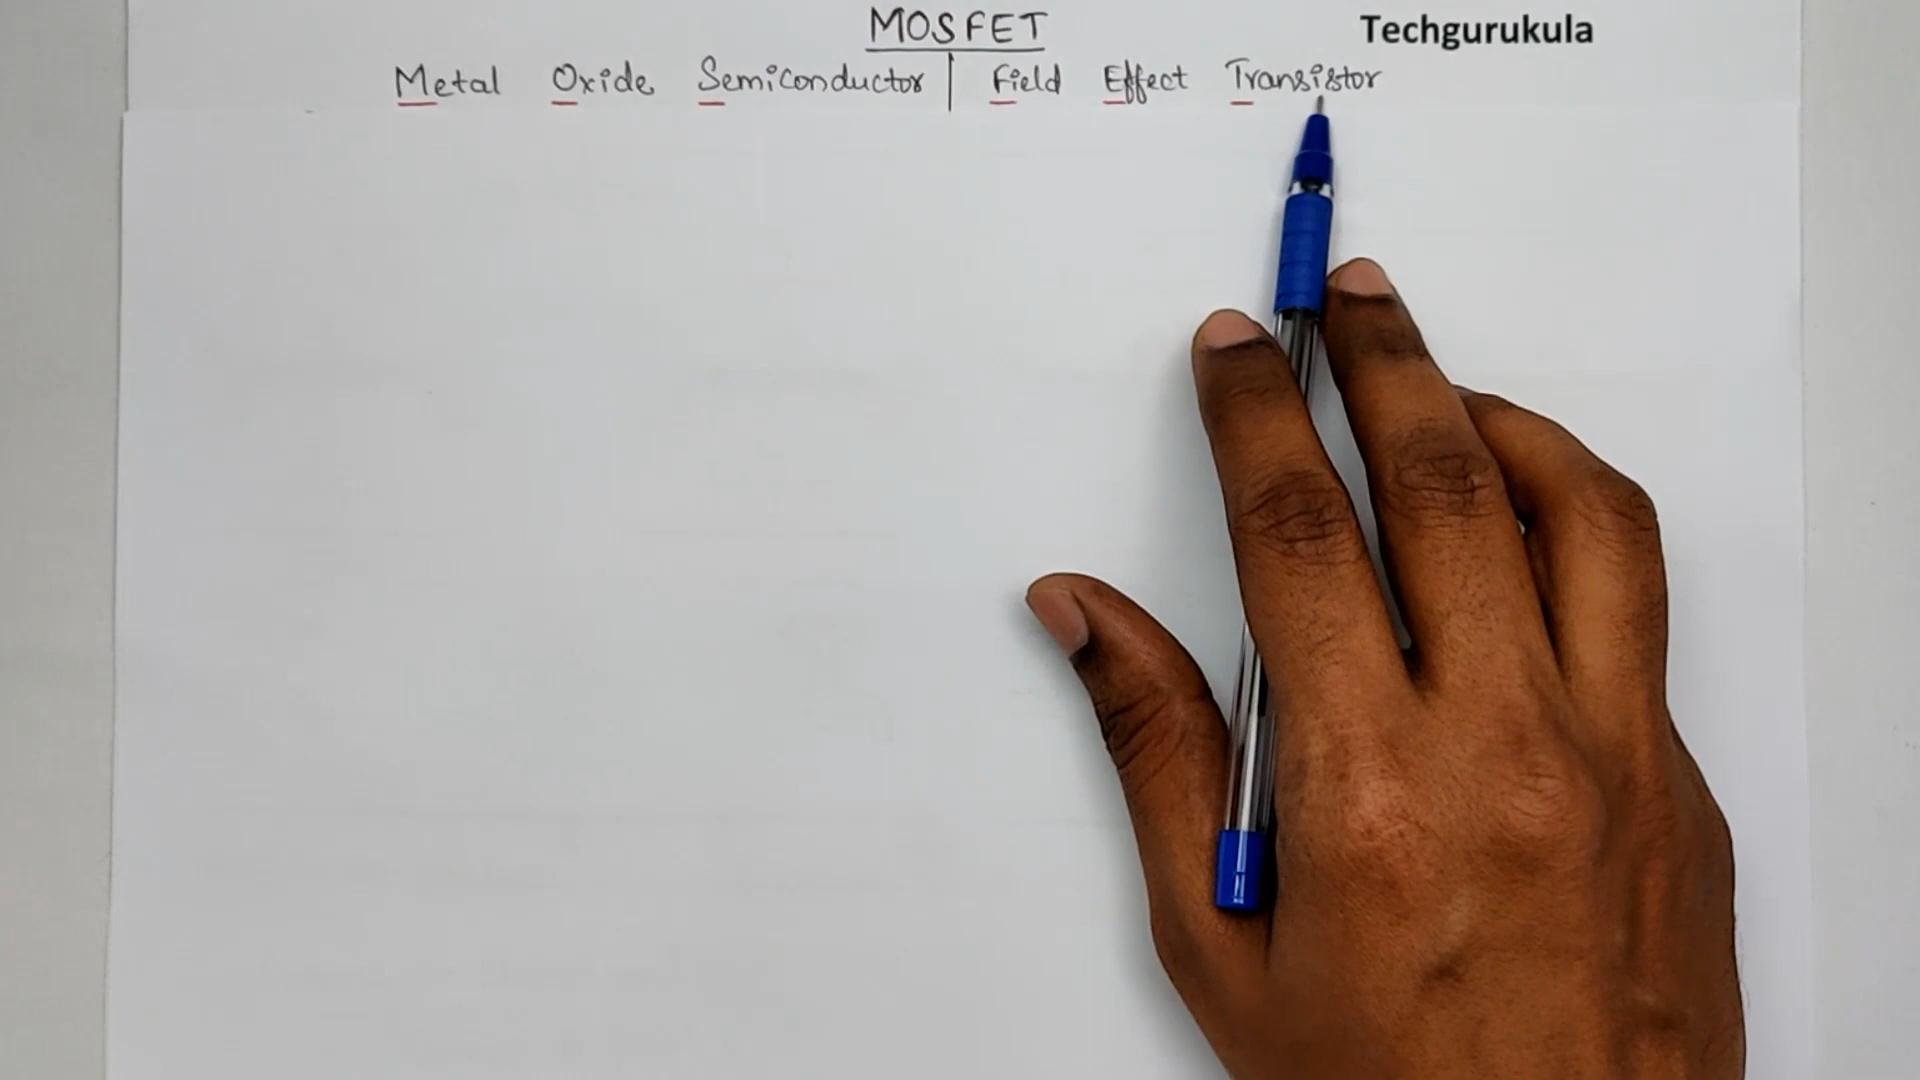 MOSFET Techgurukula
Metal Oxide Semiconductor | Field Effect Transistor